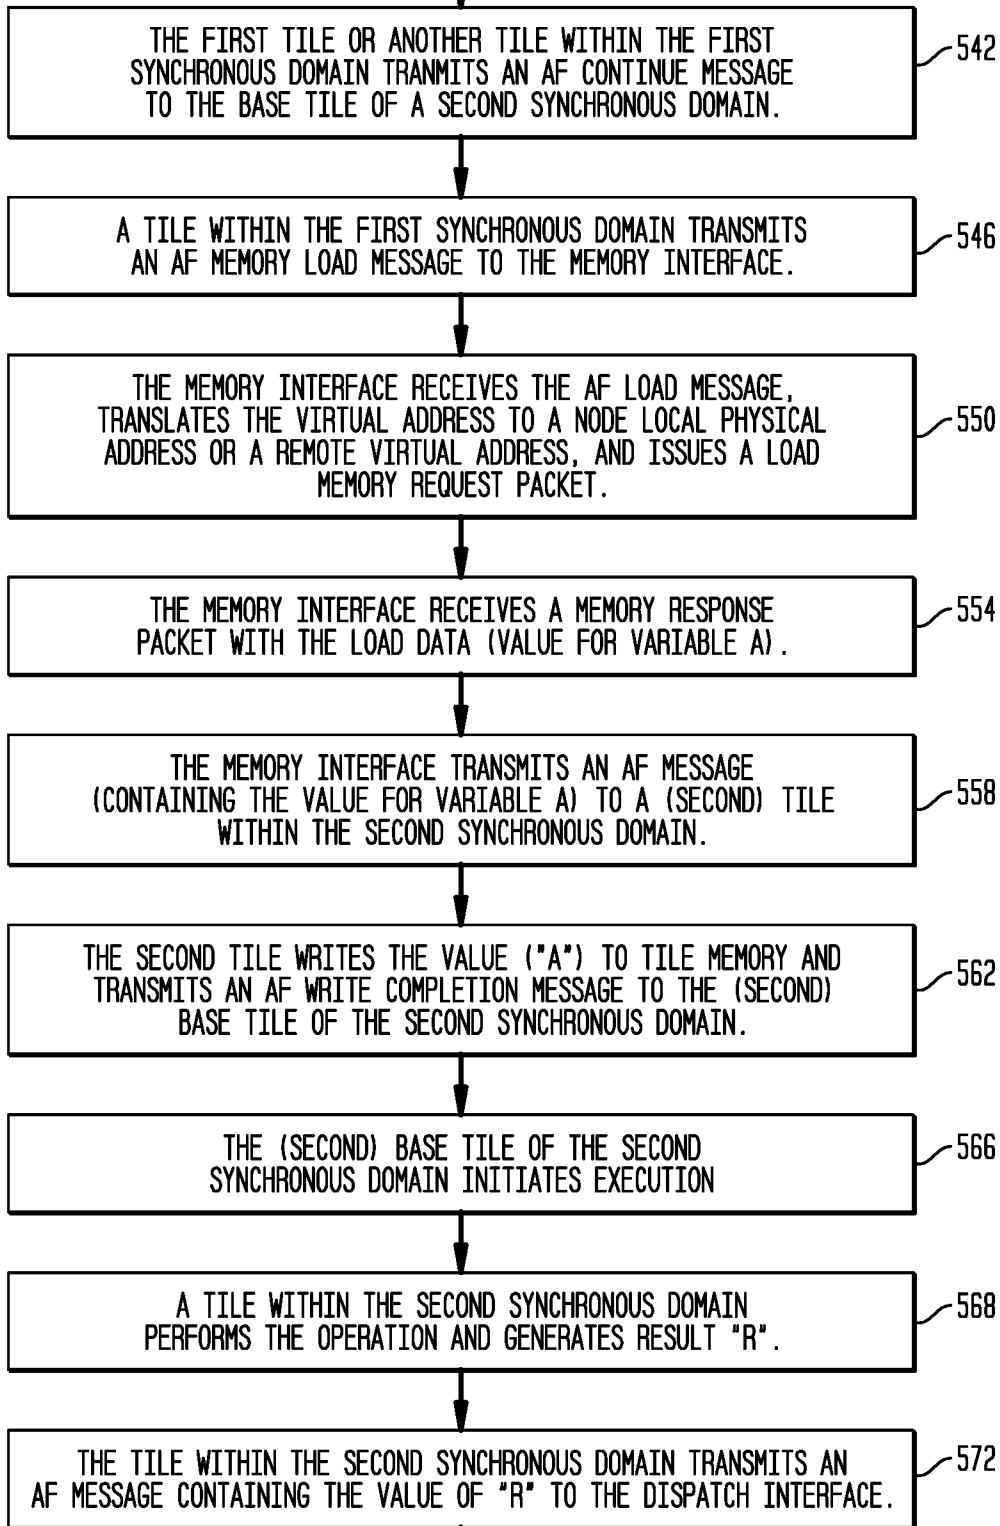 THE FIRST TILE OR ANOTHER TILE WITHIN THE FIRST
SYNCHRONOUS DOMAIN TRANMITS AN AF CONTINUE MESSAGE
TO THE BASE TILE OF A SECOND SYNCHRONOUS DOMAIN.
542
A TILE WITHIN THE FIRST SYNCHRONOUS DOMAIN TRANSMITS
AN AF MEMORY LOAD MESSAGE TO THE MEMORY INTERFACE.
546
THE MEMORY INTERFACE RECEIVES THE AF LOAD MESSAGE,
TRANSLATES THE VIRTUAL ADDRESS TO A NODE LOCAL PHYSICAL
ADDRESS OR A REMOTE VIRTUAL ADDRESS, AND ISSUES A LOAD
MEMORY REQUEST PACKET.
550
THE MEMORY INTERFACE RECEIVES A MEMORY RESPONSE
PACKET WITH THE LOAD DATA (VALUE FOR VARIABLE A).
554
THE MEMORY INTERFACE TRANSMITS AN AF MESSAGE
(CONTAINING THE VALUE FOR VARIABLE A) TO A (SECOND) TILE
WITHIN THE SECOND SYNCHRONOUS DOMAIN.
558
THE SECOND TILE WRITES THE VALUE ("A") TO TILE MEMORY AND
TRANSMITS AN AF WRITE COMPLETION MESSAGE TO THE (SECOND)
BASE TILE OF THE SECOND SYNCHRONOUS DOMAIN.
562
THE (SECOND) BASE TILE OF THE SECOND
SYNCHRONOUS DOMAIN INITIATES EXECUTION
566
A TILE WITHIN THE SECOND SYNCHRONOUS DOMAIN
PERFORMS THE OPERATION AND GENERATES RESULT "R".
568
THE TILE WITHIN THE SECOND SYNCHRONOUS DOMAIN TRANSMITS AN
AF MESSAGE CONTAINING THE VALUE OF "R" TO THE DISPATCH INTERFACE.
572